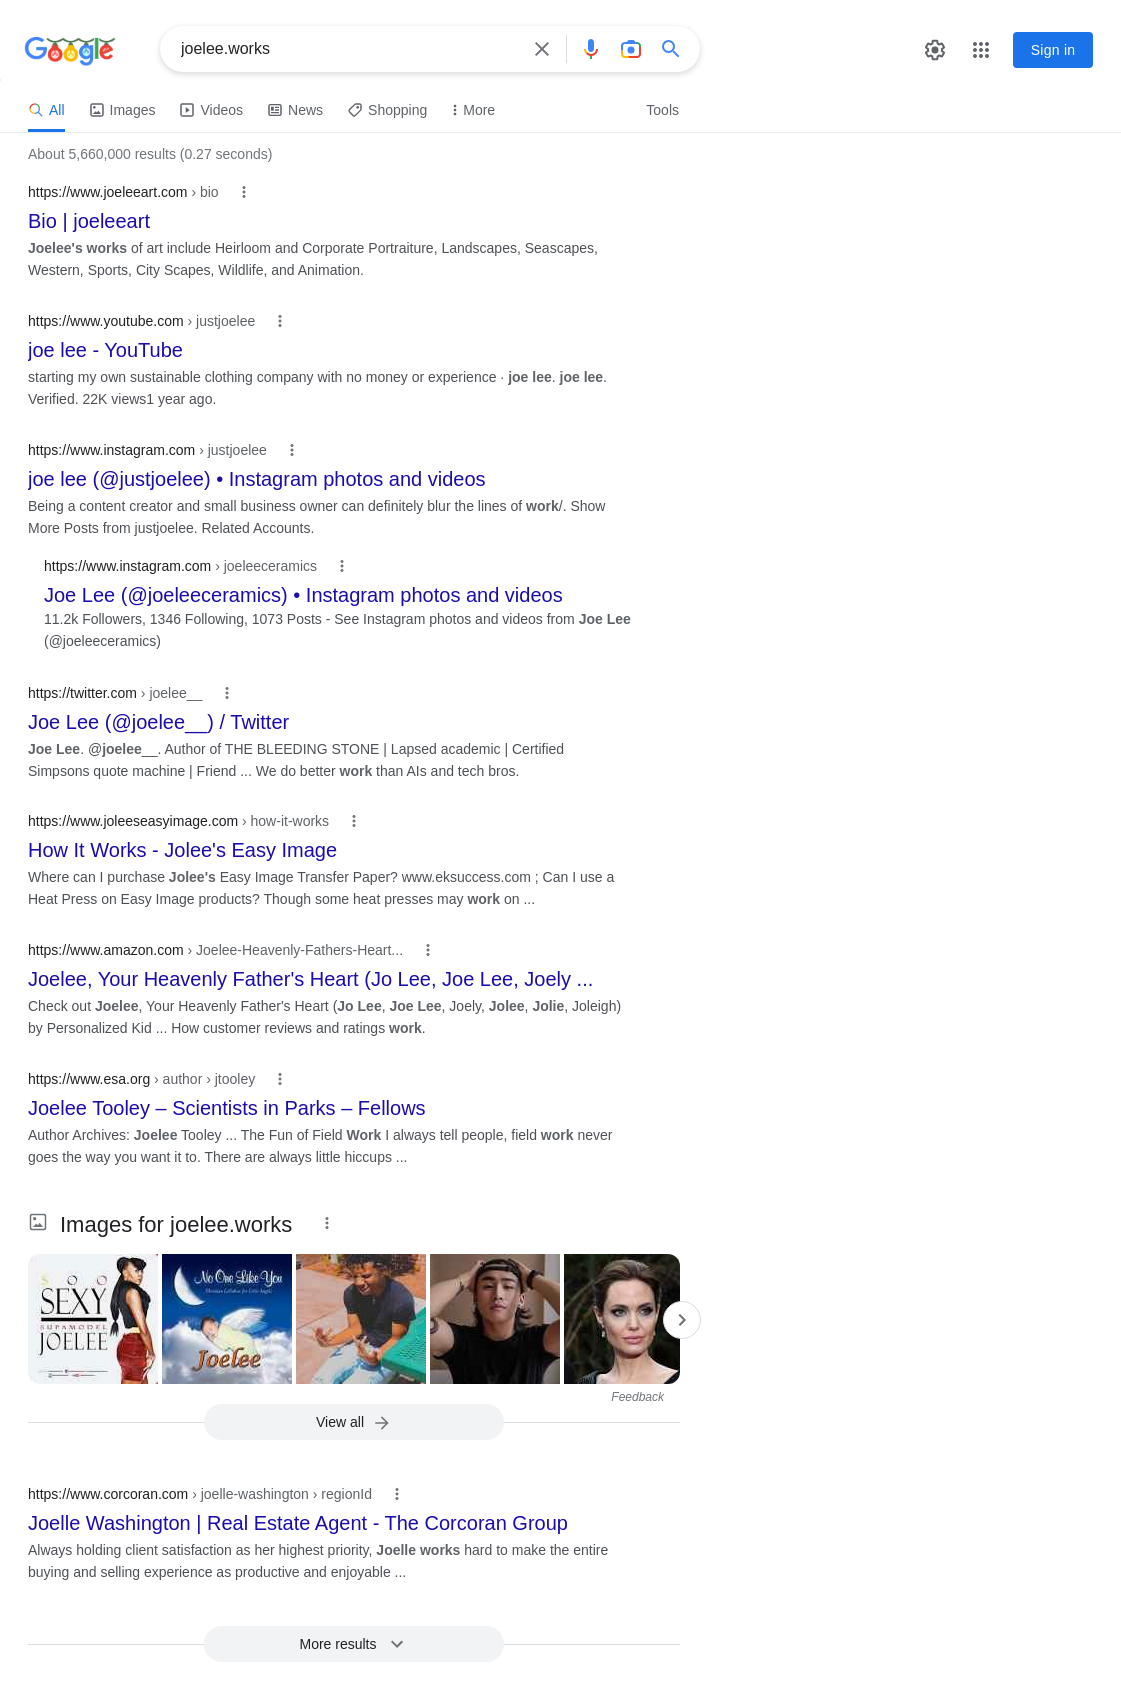 Google
joelee.works
Sign in
All
Images
Videos
News
Shopping
More
Tools
About 5,660,000 results (0.27 seconds)
https://www.joeleeart.com › bio
Bio | joeleeart
Joelee's works of art include Heirloom and Corporate Portraiture, Landscapes, Seascapes,
Western, Sports, City Scapes, Wildlife, and Animation.
https://www.youtube.com › justjoelee
joe lee - YouTube
starting my own sustainable clothing company with no money or experience · joe lee. joe lee.
Verified. 22K views1 year ago.
https://www.instagram.com › justjoelee
joe lee (@justjoelee) • Instagram photos and videos
Being a content creator and small business owner can definitely blur the lines of work/. Show
More Posts from justjoelee. Related Accounts.
https://www.instagram.com › joeleeceramics
Joe Lee (@joeleeceramics) • Instagram photos and videos
11.2k Followers, 1346 Following, 1073 Posts - See Instagram photos and videos from Joe Lee
(@joeleeceramics)
https://twitter.com › joelee__
Joe Lee (@joelee__) / Twitter
Joe Lee. @joelee__. Author of THE BLEEDING STONE | Lapsed academic | Certified
Simpsons quote machine | Friend ... We do better work than AIs and tech bros.
https://www.joleeseasyimage.com › how-it-works
How It Works - Jolee's Easy Image
Where can I purchase Jolee's Easy Image Transfer Paper? www.eksuccess.com ; Can I use a
Heat Press on Easy Image products? Though some heat presses may work on ...
https://www.amazon.com › Joelee-Heavenly-Fathers-Heart...
Joelee, Your Heavenly Father's Heart (Jo Lee, Joe Lee, Joely ...
Check out Joelee, Your Heavenly Father's Heart (Jo Lee, Joe Lee, Joely, Jolee, Jolie, Joleigh)
by Personalized Kid ... How customer reviews and ratings work.
https://www.esa.org › author › jtooley
Joelee Tooley – Scientists in Parks – Fellows
Author Archives: Joelee Tooley ... The Fun of Field Work I always tell people, field work never
goes the way you want it to. There are always little hiccups ...
Images for joelee.works
SOO
SEXY
SUPAMODEL
JOELEE
No One Like You
Joelee
Feedback
View all
https://www.corcoran.com › joelle-washington › regionId
Joelle Washington | Real Estate Agent - The Corcoran Group
Always holding client satisfaction as her highest priority, Joelle works hard to make the entire
buying and selling experience as productive and enjoyable ...
More results